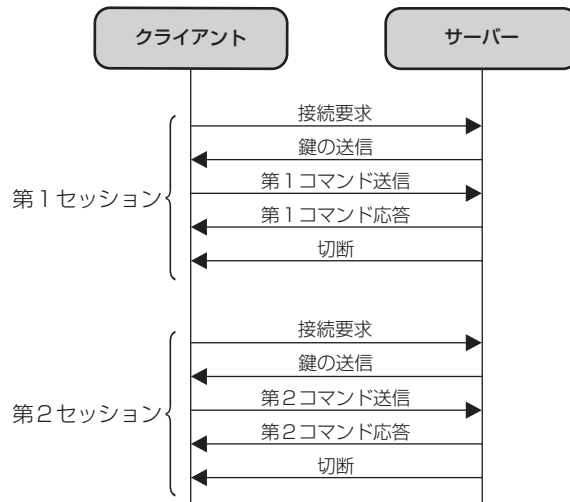 クライアント
サーバー
接続要求
鍵の送信
第1セッション
第1コマンド送信
第1コマンド応答
切断
接続要求
鍵の送信
第2セッション
第2コマンド送信
第2コマンド応答
切断